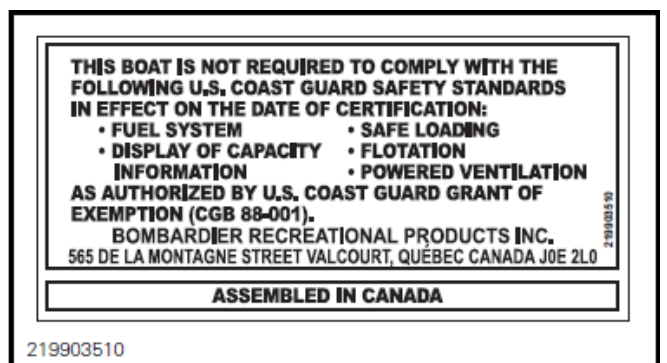 THIS BOAT IS NOT REQUIRED TO COMPLY WITH THE
FOLLOWING U.S. COAST GUARD SAFETY STANDARDS
IN EFFECT ON THE DATE OF CERTIFICATION:
• FUEL SYSTEM • SAFE LOADING
• DISPLAY OF CAPACITY • FLOTATION
INFORMATION • POWERED VENTILATION
AS AUTHORIZED BY U.S. COAST GUARD GRANT OF
EXEMPTION (CGB 88-001).
BOMBARDIER RECREATIONAL PRODUCTS INC.
565 DE LA MONTAGNE STREET VALCOURT, QUÉBEC CANADA J0E 2L0
219903510
ASSEMBLED IN CANADA
219903510